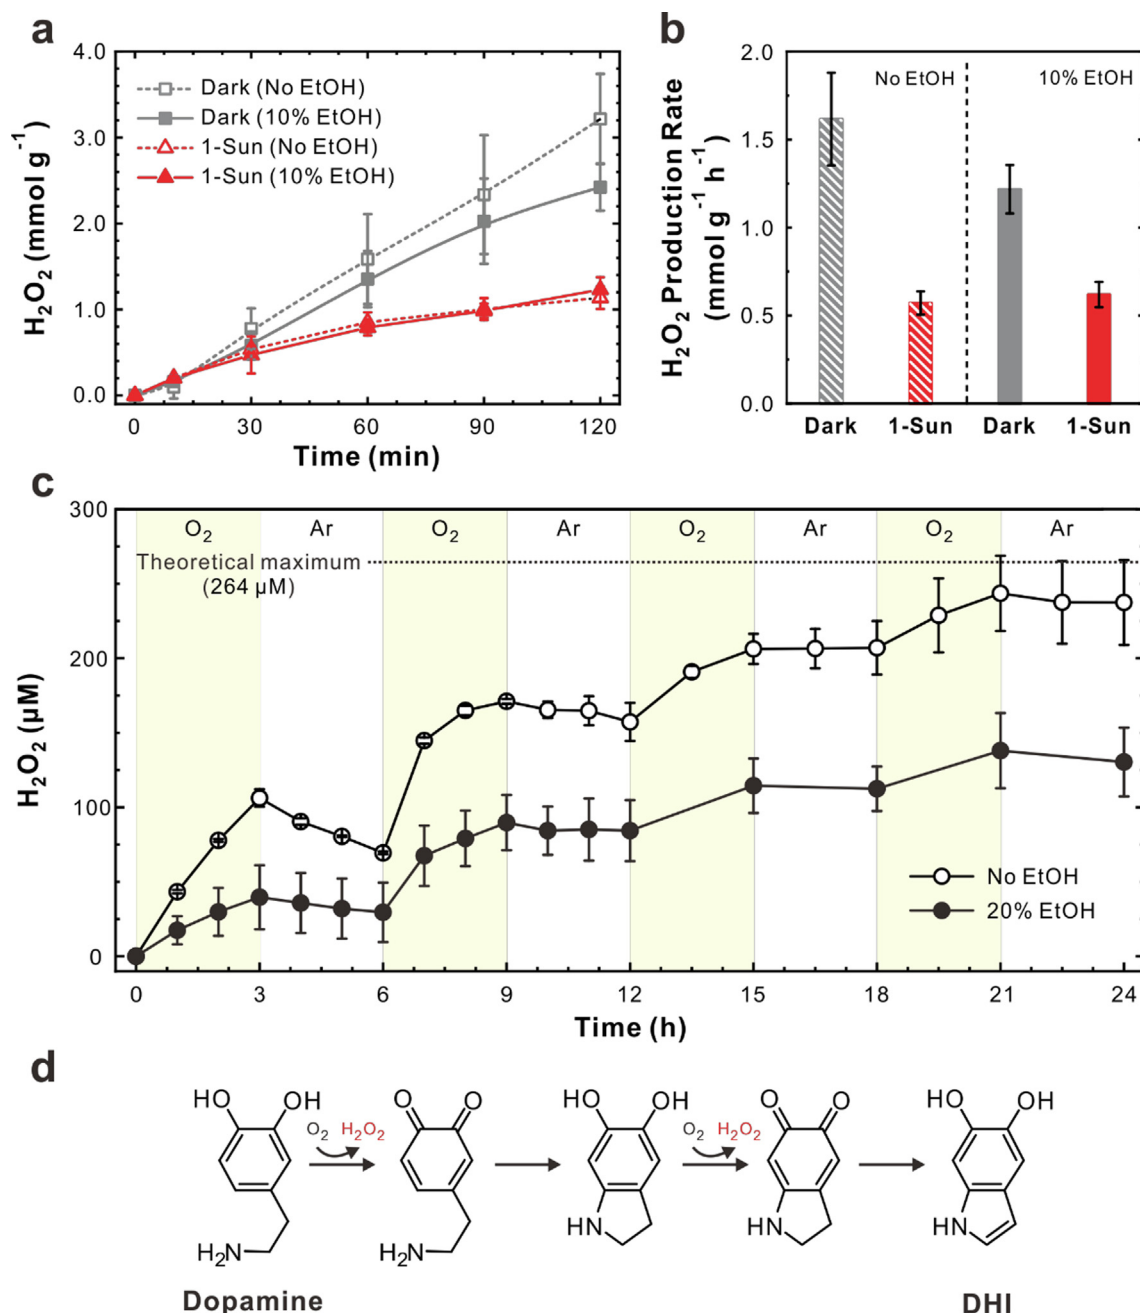 a
H₂O₂ (mmol g⁻¹)
4.0
3.0
2.0
1.0
0.0
Dark (No EtOH)
Dark (10% EtOH)
1-Sun (No EtOH)
1-Sun (10% EtOH)
0 30 60 90 120
Time (min)
b
H₂O₂ Production Rate
(mmol g⁻¹ h⁻¹)
2.0
1.5
1.0
0.5
0.0
No EtOH 10% EtOH
Dark 1-Sun Dark 1-Sun
c
H₂O₂ (µM)
300
200
100
0
O₂ Ar O₂ Ar O₂ Ar O₂ Ar
Theoretical maximum
(264 µM)
No EtOH
20% EtOH
0 3 6 9 12 15 18 21 24
Time (h)
d
HO OH O O HO OH O O HO OH
O₂ H₂O₂ O₂ H₂O₂
HN HN HN
H₂N H₂N
Dopamine DHI